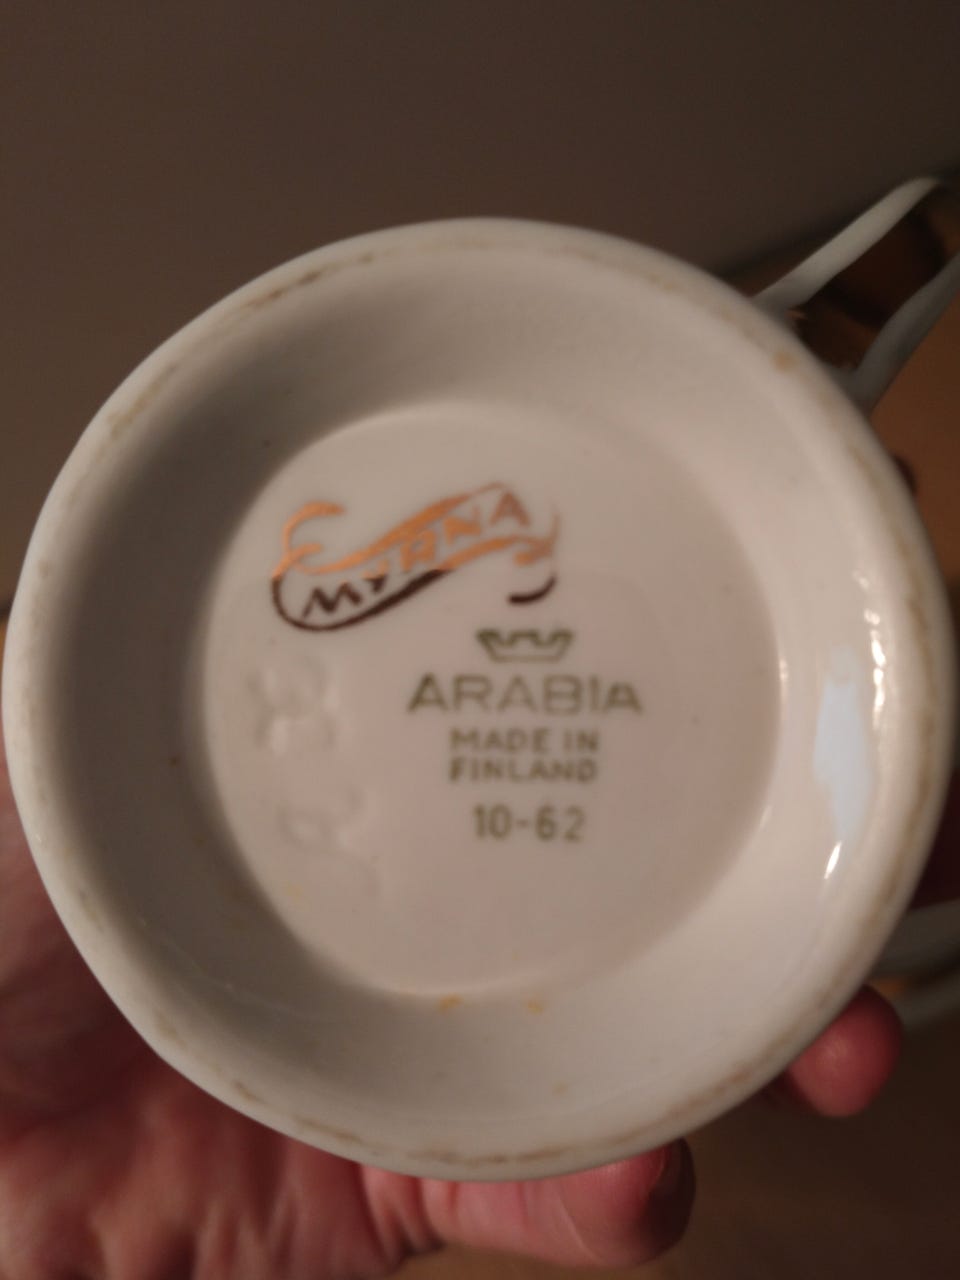 MYRNA
ARABIA
MADE IN
FINLAND
10-62